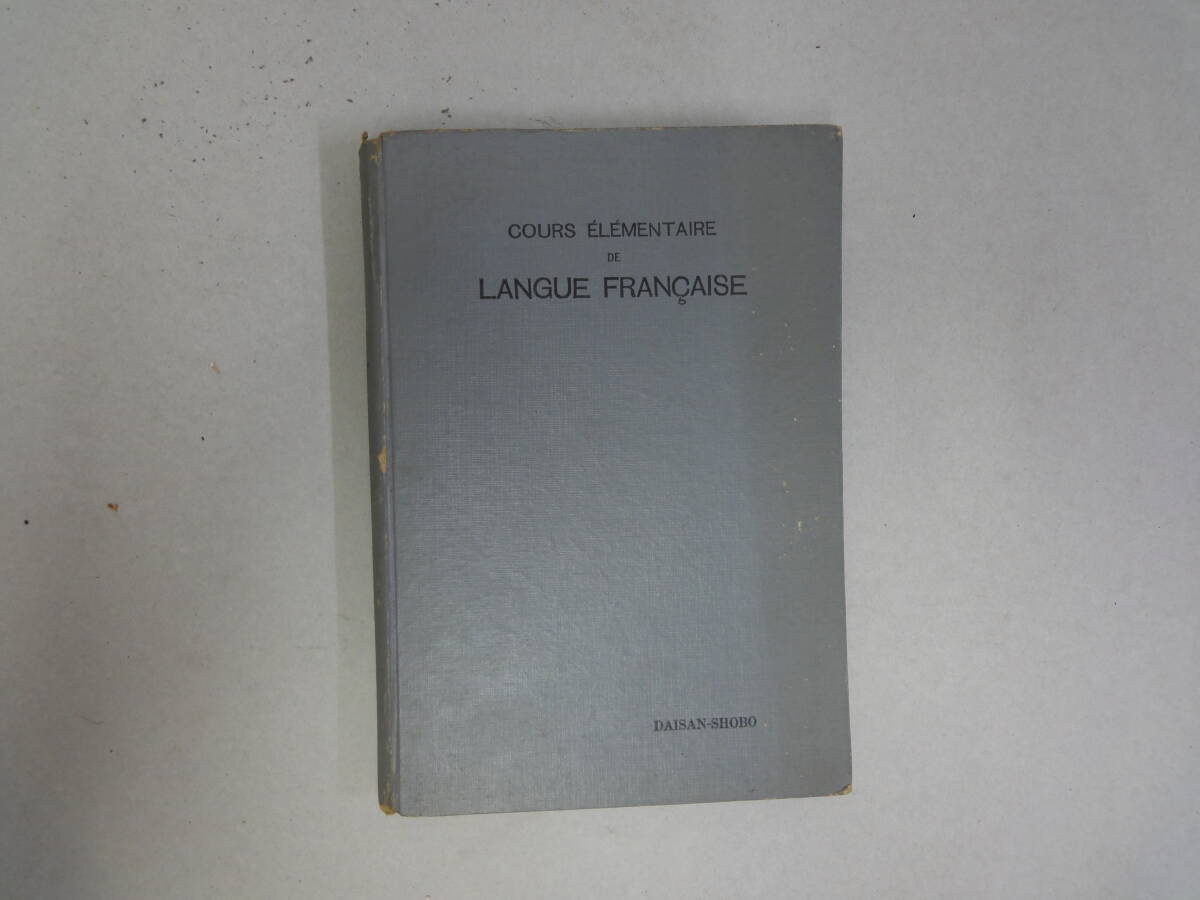 COURS ÉLÉMENTAIRE
DE
LANGUE FRANÇAISE
DAISAN-SHOBO